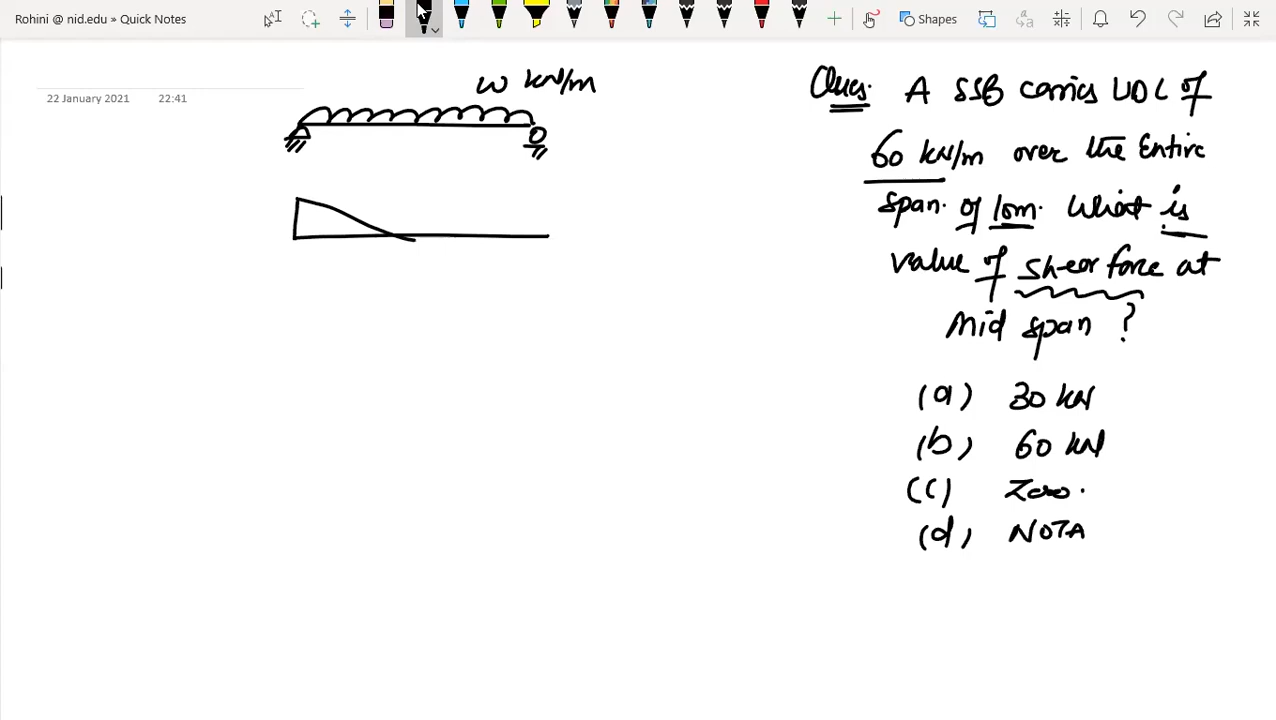 Rohini @ nid.edu » Quick Notes
Shapes
22 January 2021 22:41
w kN/m
Ques: A SSB carries UDL of
60 kN/m over the Entire
span of 10m. What is
value of shear force at
Mid span ?
(a) 30 kN
(b) 60 kN
(c) Zero.
(d) NOTA